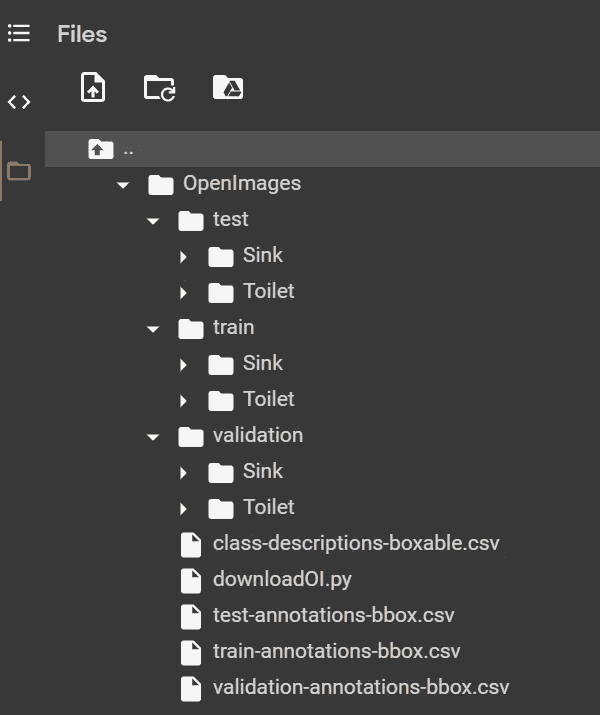 Files
..
OpenImages
test
Sink
Toilet
train
Sink
Toilet
validation
Sink
Toilet
class-descriptions-boxable.csv
downloadOI.py
test-annotations-bbox.csv
train-annotations-bbox.csv
validation-annotations-bbox.csv